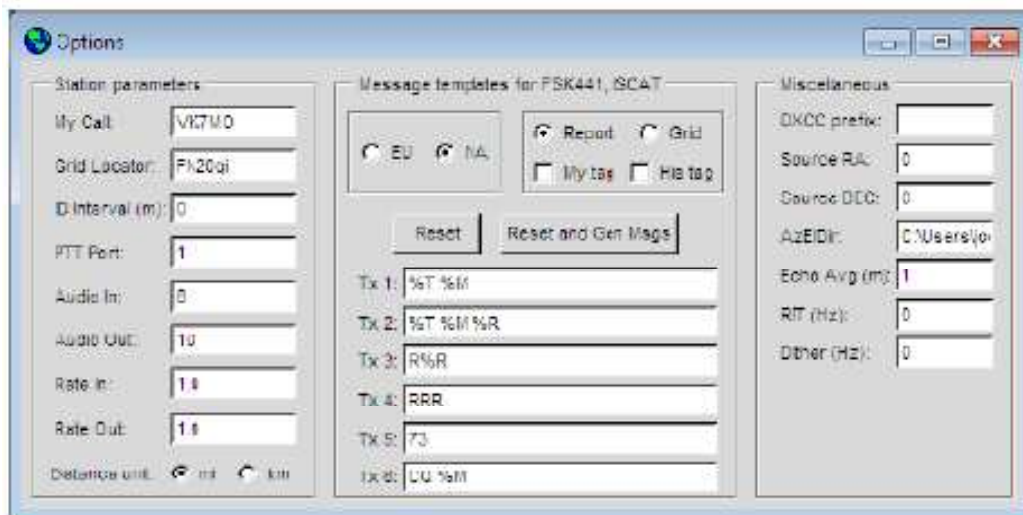 Options
Station parameters
My Call: VK7MO
Grid Locator: FN20qi
ID Interval (m): 0
PTT Port: 1
Audio In: 8
Audio Out: 10
Rate In:
Rate Out:
Distance unit: mi km
Message templates for FSK441, ISCAT
EU NA
Report Grid
My tag His tag
Reset Reset and Gen Msgs
Tx 1: %T %M
Tx 2: %T %M %R
Tx 3: R%R
Tx 4: RRR
Tx 5: 73
Tx 6: CQ %M
Miscellaneous
DXCC prefix:
Source RA: 0
Source DEC: 0
AzElDir: C:\Users\joe
Echo Avg (m): 1
RIT (Hz): 0
Dither (Hz): 0